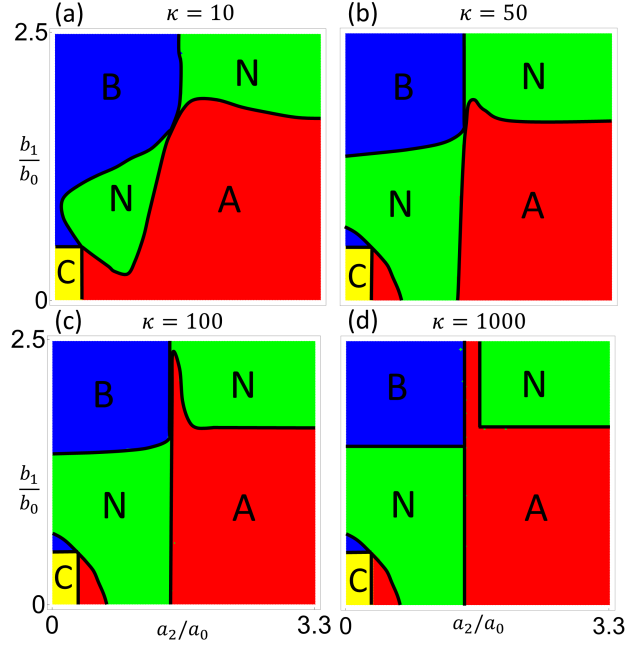 (a) κ = 10
(b) κ = 50
2.5
B
N
B
N
b₁/b₀
N
A
N
A
C
C
0
(c) κ = 100
(d) κ = 1000
2.5
B
N
B
N
b₁/b₀
N
A
N
A
C
C
0
0 a₂/a₀ 3.3
0 a₂/a₀ 3.3